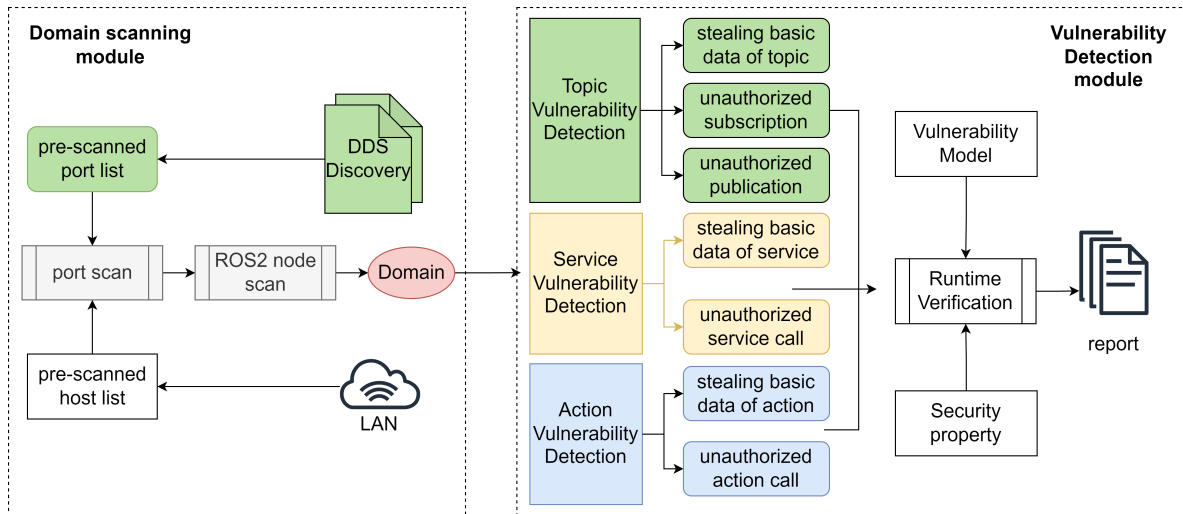 Domain scanning
module
pre-scanned
port list
DDS
Discovery
port scan
ROS2 node
scan
Domain
pre-scanned
host list
LAN
Vulnerability
Detection
module
Topic
Vulnerability
Detection
stealing basic
data of topic
unauthorized
subscription
unauthorized
publication
Service
Vulnerability
Detection
stealing basic
data of service
unauthorized
service call
Action
Vulnerability
Detection
stealing basic
data of action
unauthorized
action call
Vulnerability
Model
Runtime
Verification
report
Security
property